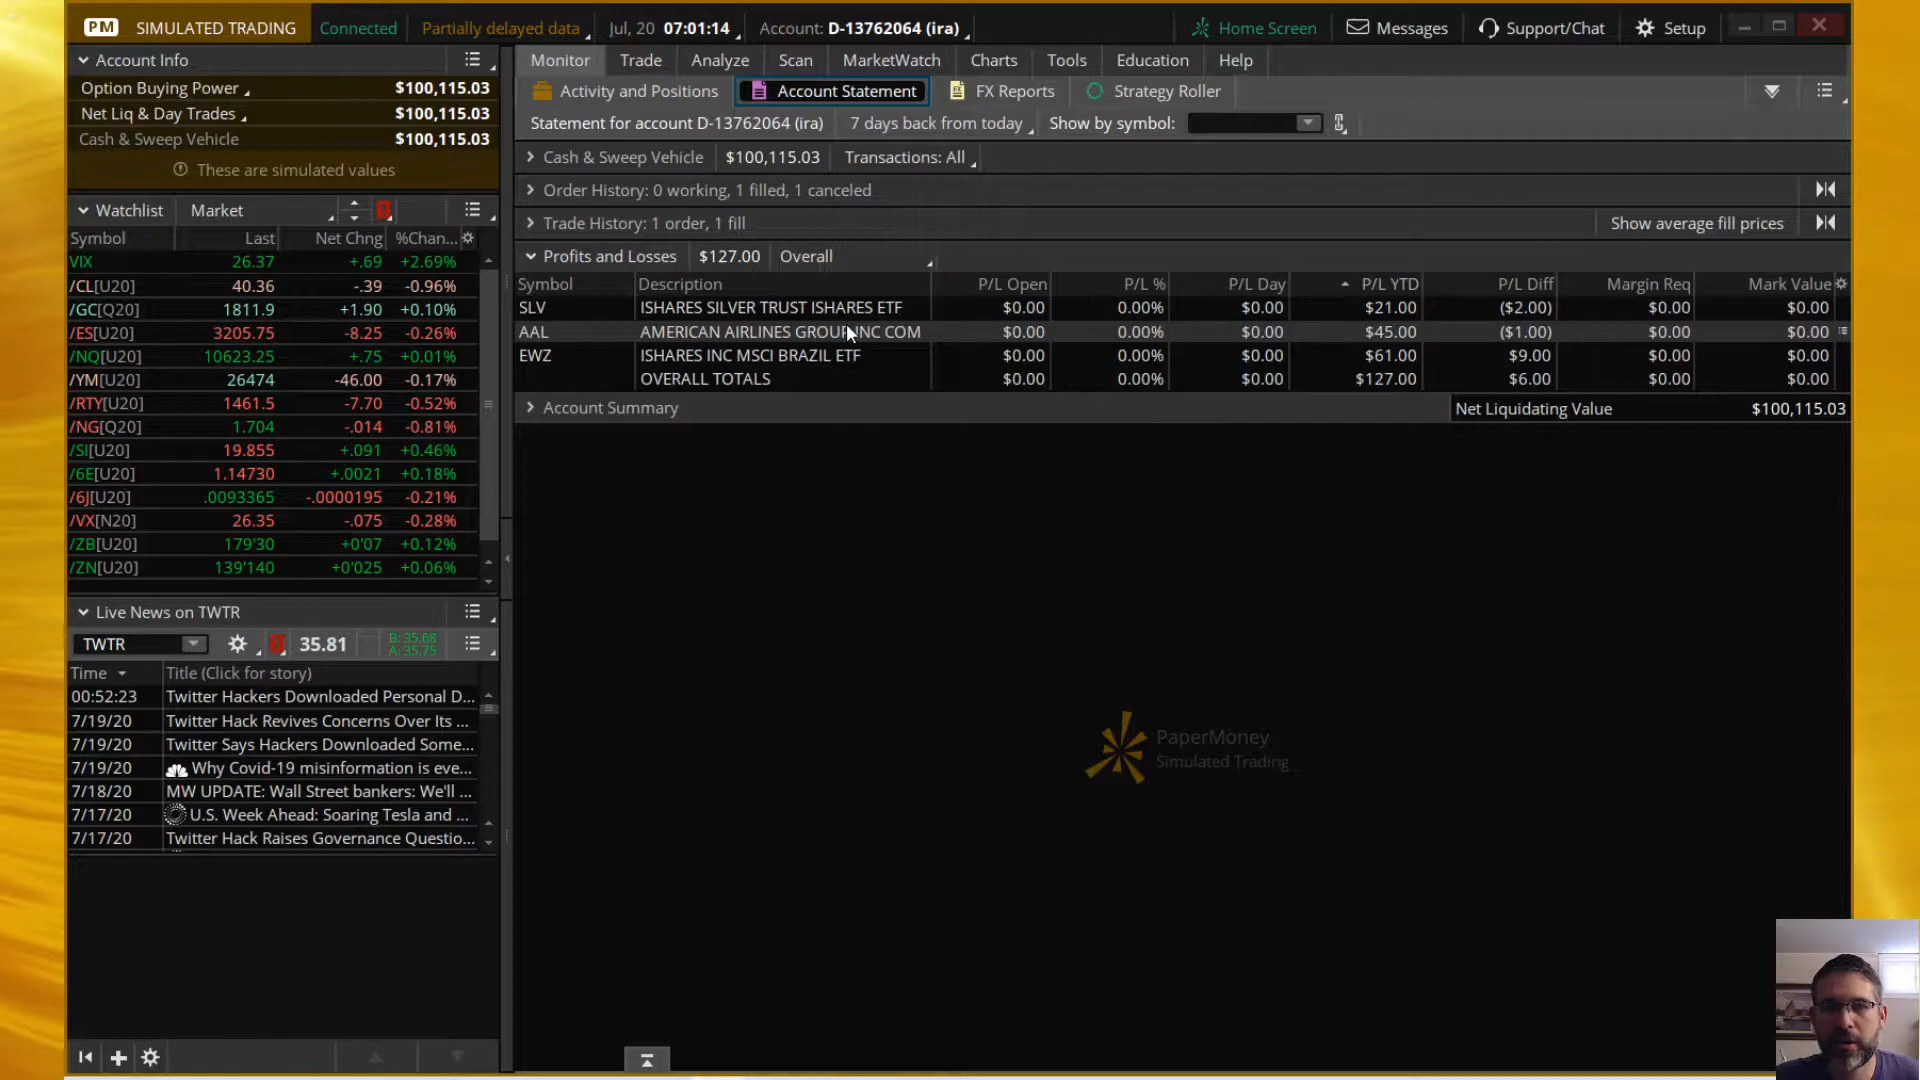 PM SIMULATED TRADING Connected Partially delayed data Jul, 20 07:01:14 Account: D-13762064 (ira) Home Screen Messages Support/Chat Setup
Account Info
Option Buying Power $100,115.03
Net Liq & Day Trades $100,115.03
Cash & Sweep Vehicle $100,115.03
These are simulated values
Watchlist Market
Symbol Last Net Chng %Chan...
VIX 26.37 +.69 +2.69%
/CL[U20] 40.36 -.39 -0.96%
/GC[Q20] 1811.9 +1.90 +0.10%
/ES[U20] 3205.75 -8.25 -0.26%
/NQ[U20] 10623.25 +.75 +0.01%
/YM[U20] 26474 -46.00 -0.17%
/RTY[U20] 1461.5 -7.70 -0.52%
/NG[Q20] 1.704 -.014 -0.81%
/SI[U20] 19.855 +.091 +0.46%
/6E[U20] 1.14730 +.0021 +0.18%
/6J[U20] .0093365 -.0000195 -0.21%
/VX[N20] 26.35 -.075 -0.28%
/ZB[U20] 179'30 +0'07 +0.12%
/ZN[U20] 139'140 +0'025 +0.06%
Live News on TWTR
TWTR 35.81 B: 35.68
A: 35.75
Time Title (Click for story)
00:52:23 Twitter Hackers Downloaded Personal D...
7/19/20 Twitter Hack Revives Concerns Over Its ...
7/19/20 Twitter Says Hackers Downloaded Some...
7/19/20 Why Covid-19 misinformation is eve...
7/18/20 MW UPDATE: Wall Street bankers: We'll ...
7/17/20 U.S. Week Ahead: Soaring Tesla and ...
7/17/20 Twitter Hack Raises Governance Questio...
Monitor Trade Analyze Scan MarketWatch Charts Tools Education Help
Activity and Positions Account Statement FX Reports Strategy Roller
Statement for account D-13762064 (ira) 7 days back from today Show by symbol:
Cash & Sweep Vehicle $100,115.03 Transactions: All
Order History: 0 working, 1 filled, 1 canceled
Trade History: 1 order, 1 fill Show average fill prices
Profits and Losses $127.00 Overall
Symbol Description P/L Open P/L % P/L Day P/L YTD P/L Diff Margin Req Mark Value
SLV ISHARES SILVER TRUST ISHARES ETF $0.00 0.00% $0.00 $21.00 ($2.00) $0.00 $0.00
AAL AMERICAN AIRLINES GROUP INC COM $0.00 0.00% $0.00 $45.00 ($1.00) $0.00 $0.00
EWZ ISHARES INC MSCI BRAZIL ETF $0.00 0.00% $0.00 $61.00 $9.00 $0.00 $0.00
OVERALL TOTALS $0.00 0.00% $0.00 $127.00 $6.00 $0.00 $0.00
Account Summary Net Liquidating Value $100,115.03
PaperMoney
Simulated Trading